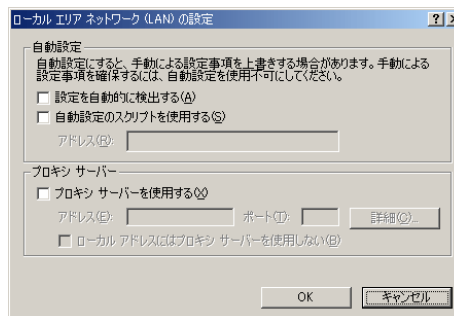 ローカル エリア ネットワーク (LAN) の設定
自動設定
自動設定にすると、手動による設定事項を上書きする場合があります。手動による
設定事項を確保するには、自動設定を使用不可にしてください。
設定を自動的に検出する(A)
自動設定のスクリプトを使用する(S)
アドレス(R):
プロキシ サーバー
プロキシ サーバーを使用する(X)
アドレス(E): ポート(T): 詳細(C)...
ローカル アドレスにはプロキシ サーバーを使用しない(B)
OK キャンセル